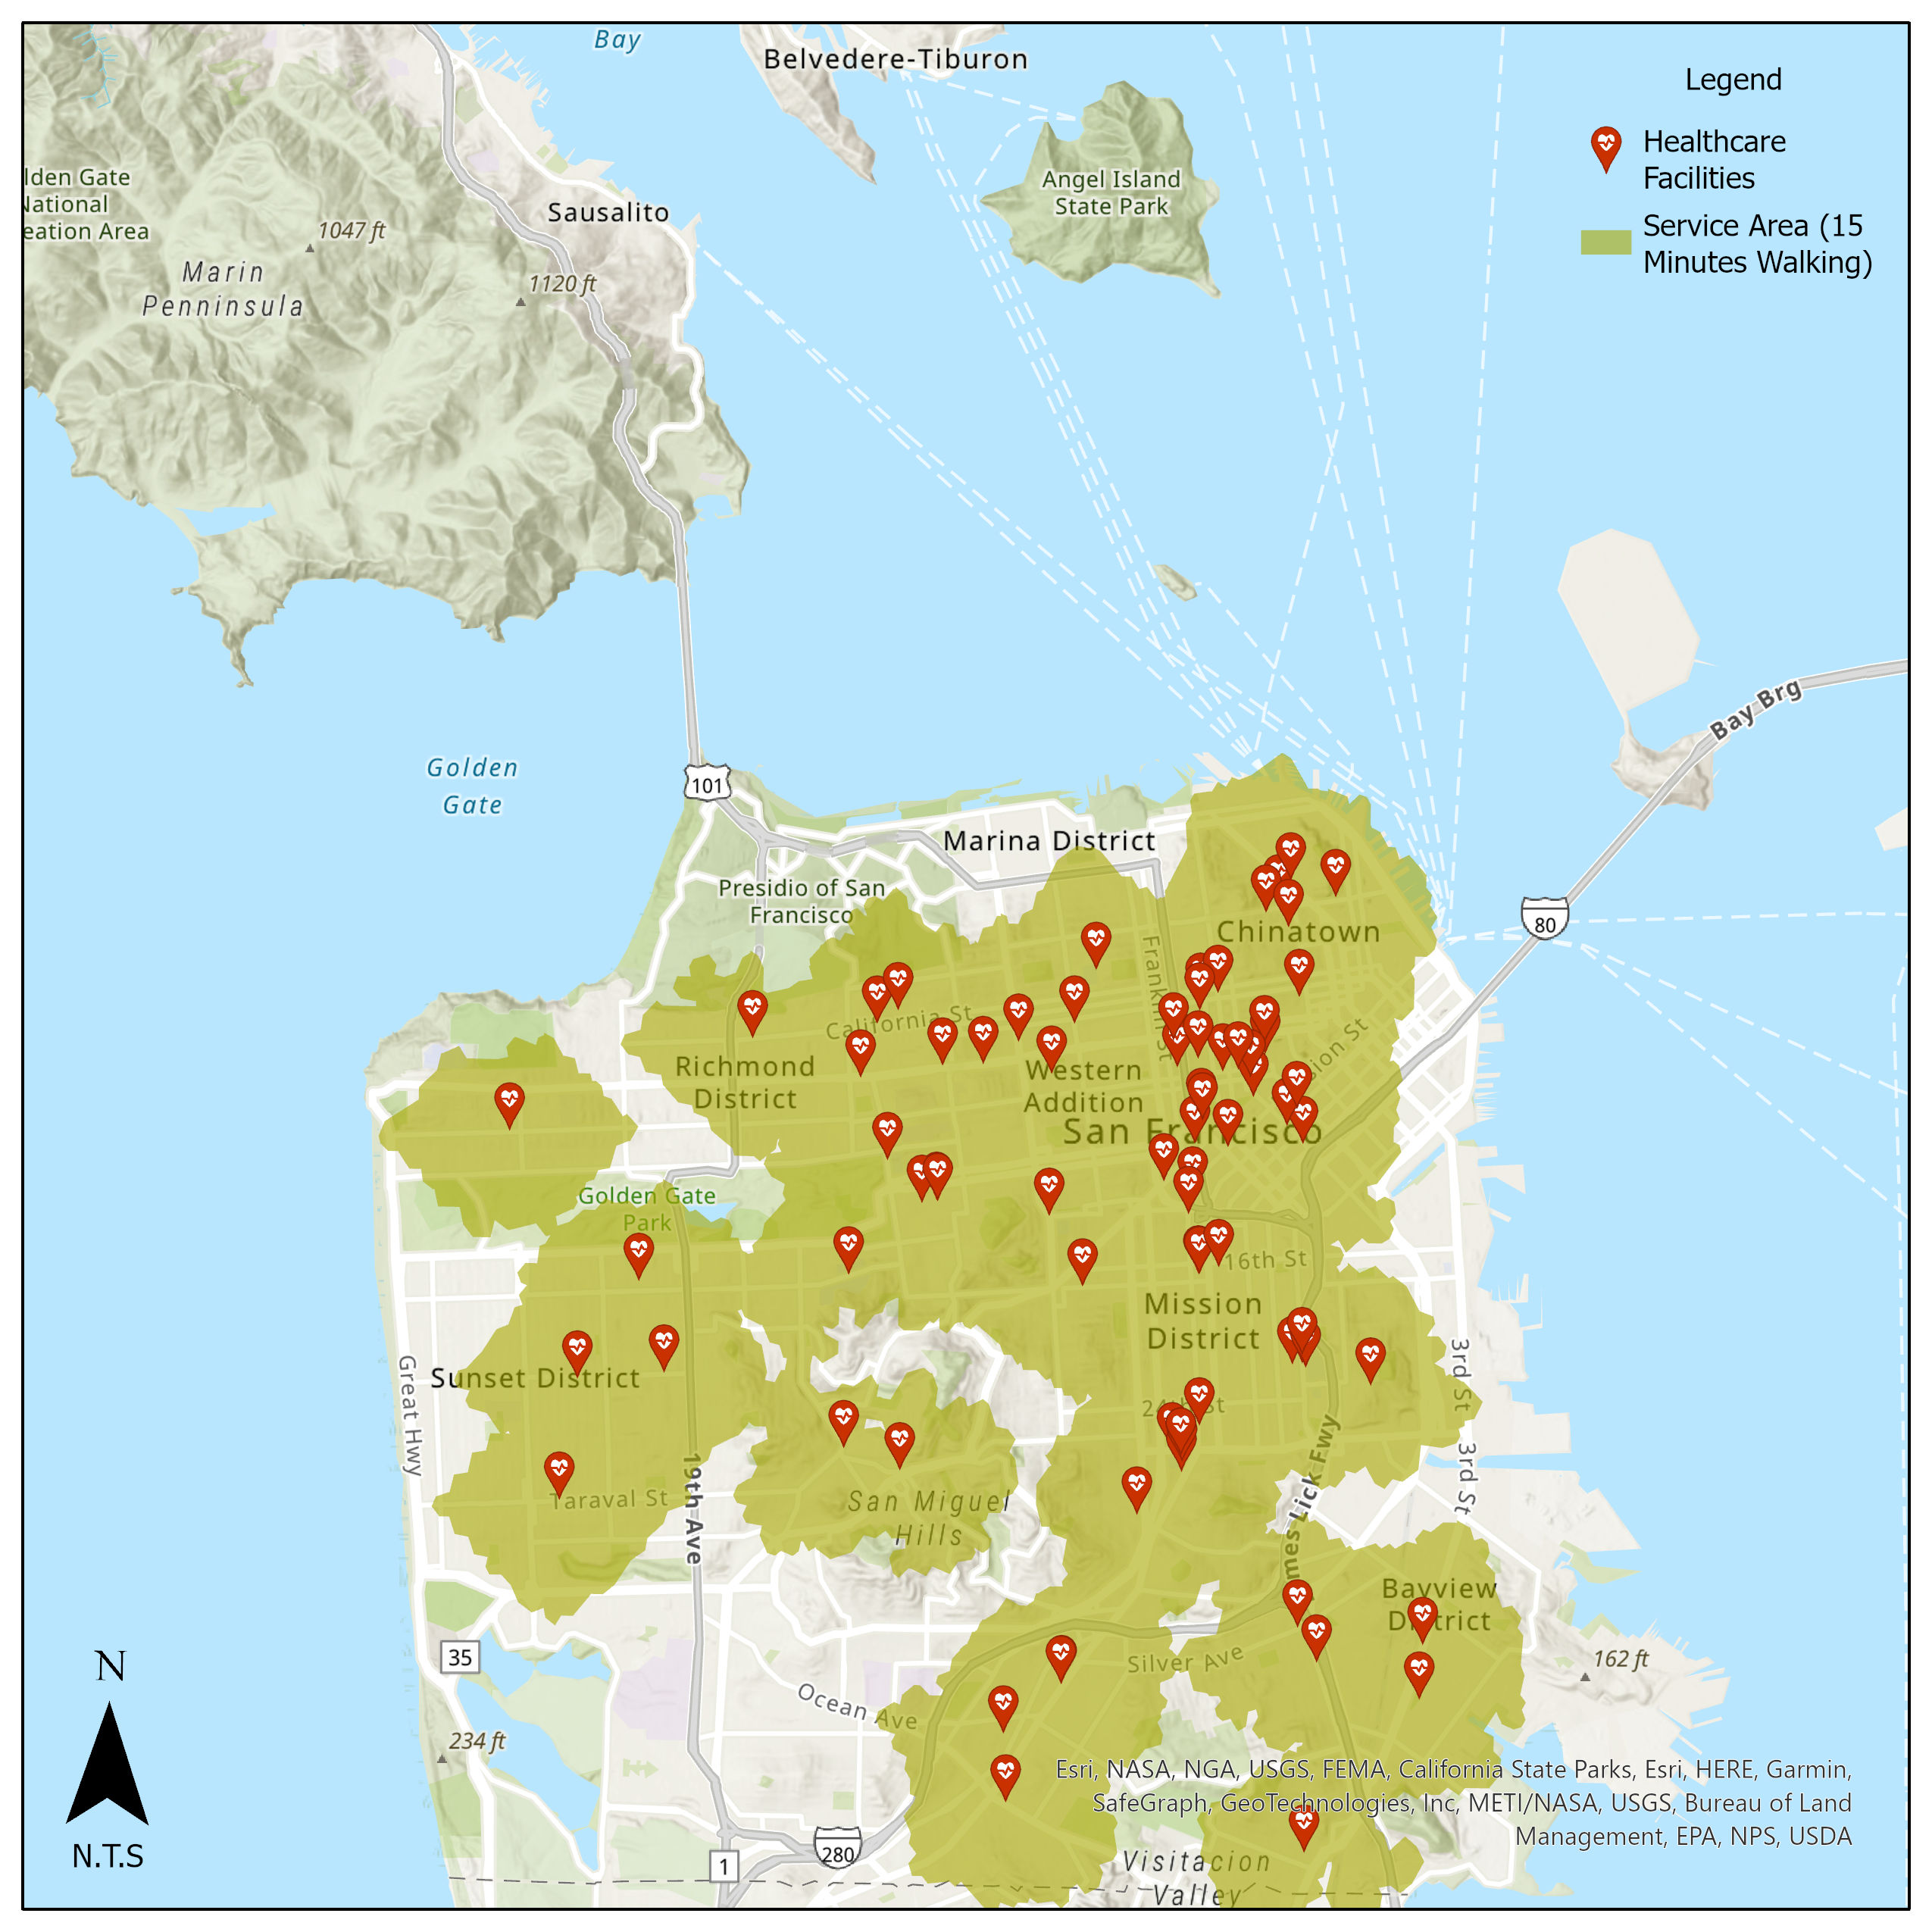 Bay
Belvedere-Tiburon
Legend
Healthcare
Facilities
Service Area (15
Minutes Walking)
Angel Island
State Park
lden Gate
National
eation Area
Sausalito
1047 ft
Marin
Penninsula
1120 ft
Bay Brg
Golden
Gate
101
Marina District
Presidio of San
Francisco
80
Chinatown
Franklin St
California St
ssion St
Richmond
District
Western
Addition
San Francisco
Golden Gate
Park
16th St
Mission
District
Sunset District
Great Hwy
3rd St
24th St
3rd St
19th Ave
Taraval St
San Miguel
Hills
mes Lick Fwy
Bayview
District
N
35
Silver Ave
162 ft
Ocean Ave
234 ft
Esri, NASA, NGA, USGS, FEMA, California State Parks, Esri, HERE, Garmin,
SafeGraph, GeoTechnologies, Inc, METI/NASA, USGS, Bureau of Land
Management, EPA, NPS, USDA
N.T.S
280
1
Visitacion
Valley